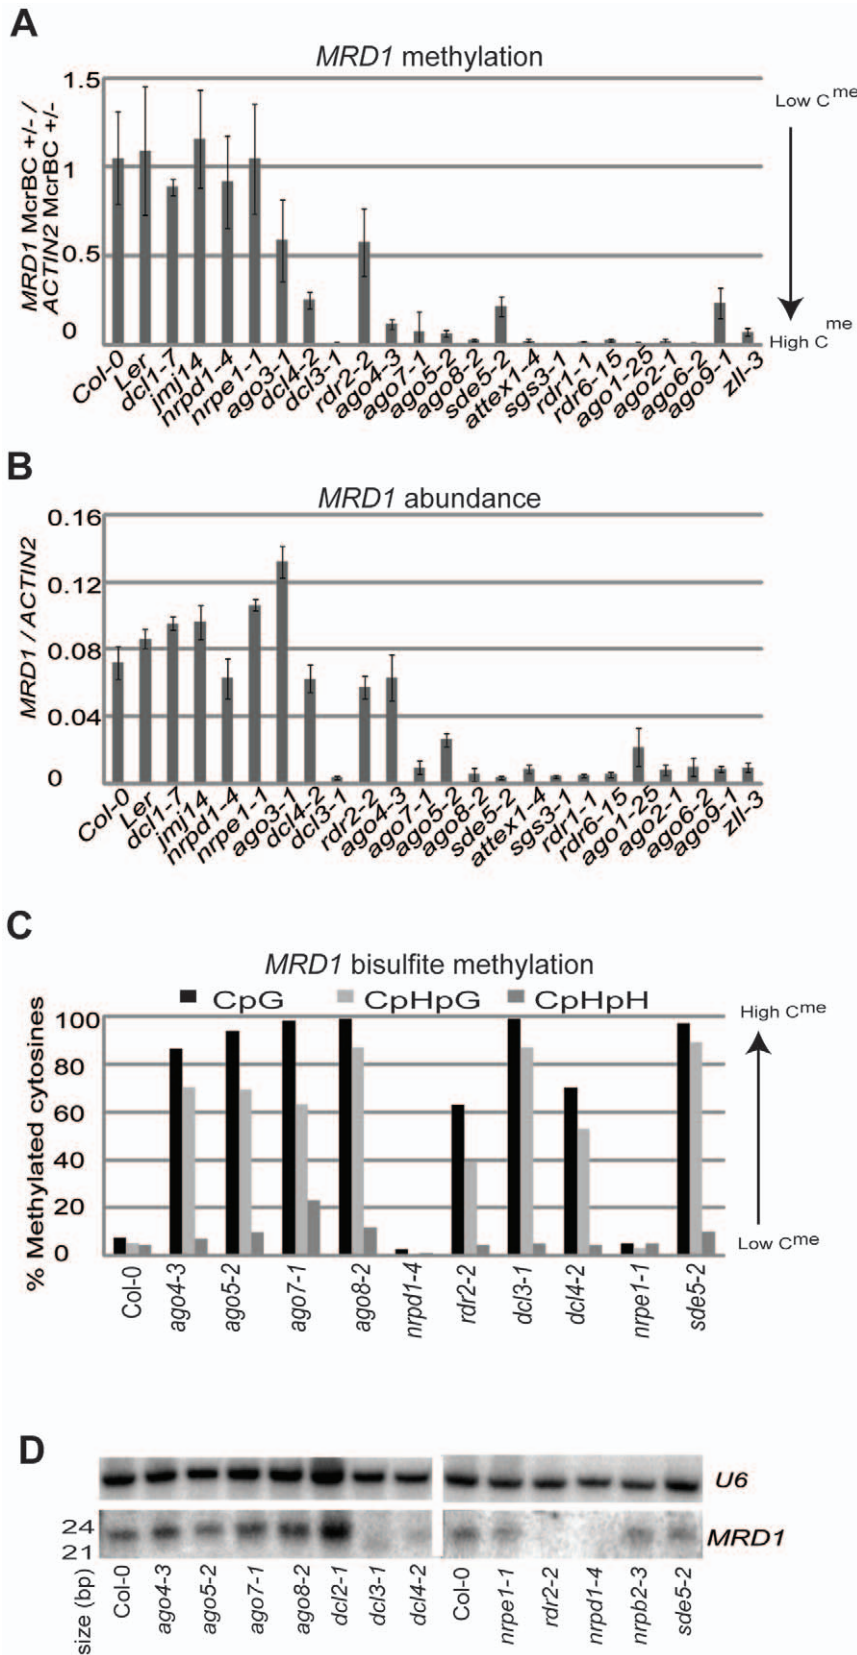 A
MRD1 methylation
MRD1 McrBC +/- /
ACTIN2 McrBC +/-
1.5
1
0.5
0
Low C me
High C me
Col-0
Ler
dcl1-7
jmj14
nrpd1-4
nrpe1-1
ago3-1
dcl4-2
dcl3-1
rdr2-2
ago4-3
ago7-1
ago5-2
ago8-2
sde5-2
attex1-4
sgs3-1
rdr1-1
rdr6-15
ago1-25
ago2-1
ago6-2
ago9-1
zll-3
B
MRD1 abundance
MRD1 / ACTIN2
0.16
0.12
0.08
0.04
0
Col-0
Ler
dcl1-7
jmj14
nrpd1-4
nrpe1-1
ago3-1
dcl4-2
dcl3-1
rdr2-2
ago4-3
ago7-1
ago5-2
ago8-2
sde5-2
attex1-4
sgs3-1
rdr1-1
rdr6-15
ago1-25
ago2-1
ago6-2
ago9-1
zll-3
C
MRD1 bisulfite methylation
CpG CpHpG CpHpH
% Methylated cytosines
100
80
60
40
20
0
High Cme
Low Cme
Col-0
ago4-3
ago5-2
ago7-1
ago8-2
nrpd1-4
rdr2-2
dcl3-1
dcl4-2
nrpe1-1
sde5-2
D
U6
24
21
MRD1
size (bp)
Col-0
ago4-3
ago5-2
ago7-1
ago8-2
dcl2-1
dcl3-1
dcl4-2
Col-0
nrpe1-1
rdr2-2
nrpd1-4
nrpb2-3
sde5-2